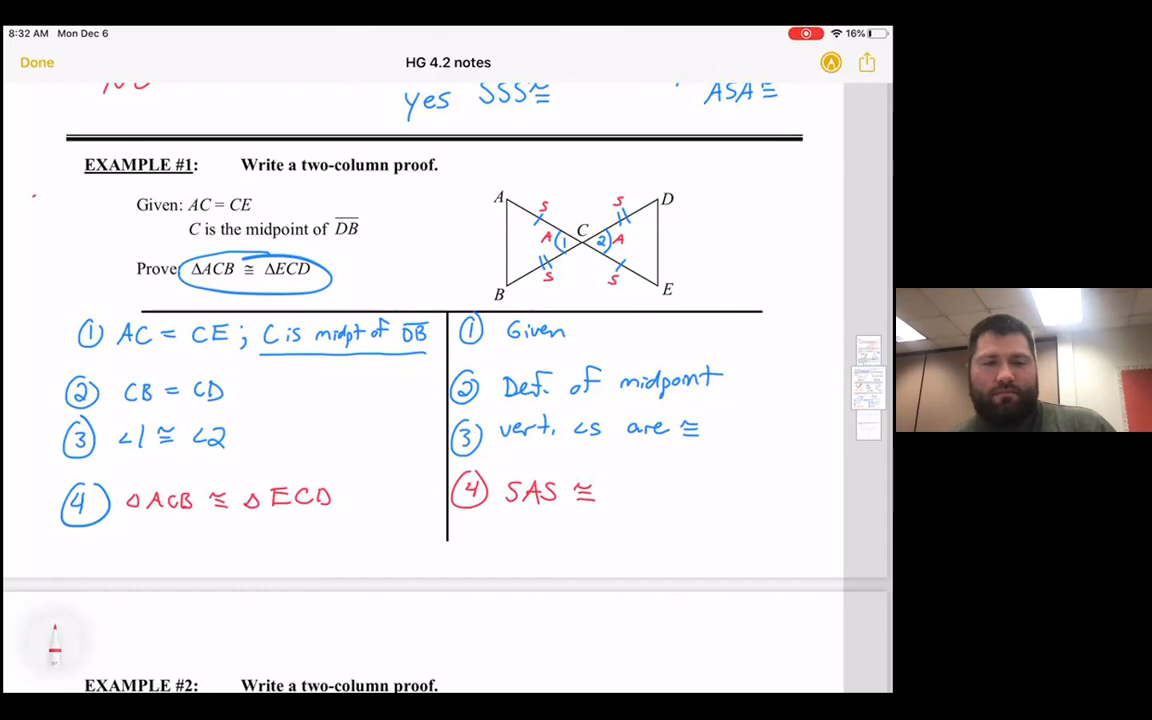 8:32 AM Mon Dec 6
16%
Done
HG 4.2 notes
NO
yes SSS≅
ASA≅
EXAMPLE #1: Write a two-column proof.
Given: AC = CE
C is the midpoint of DB
Prove: ΔACB ≅ ΔECD
A
D
S
S
C
A
1
2
A
S
S
B
E
① AC = CE ; C is midpt of DB
① Given
② CB = CD
② Def. of midpoint
③ ∠1 ≅ ∠2
③ vert. ∠s are ≅
④ Δ ACB ≅ Δ ECD
④ SAS ≅
EXAMPLE #2: Write a two-column proof.